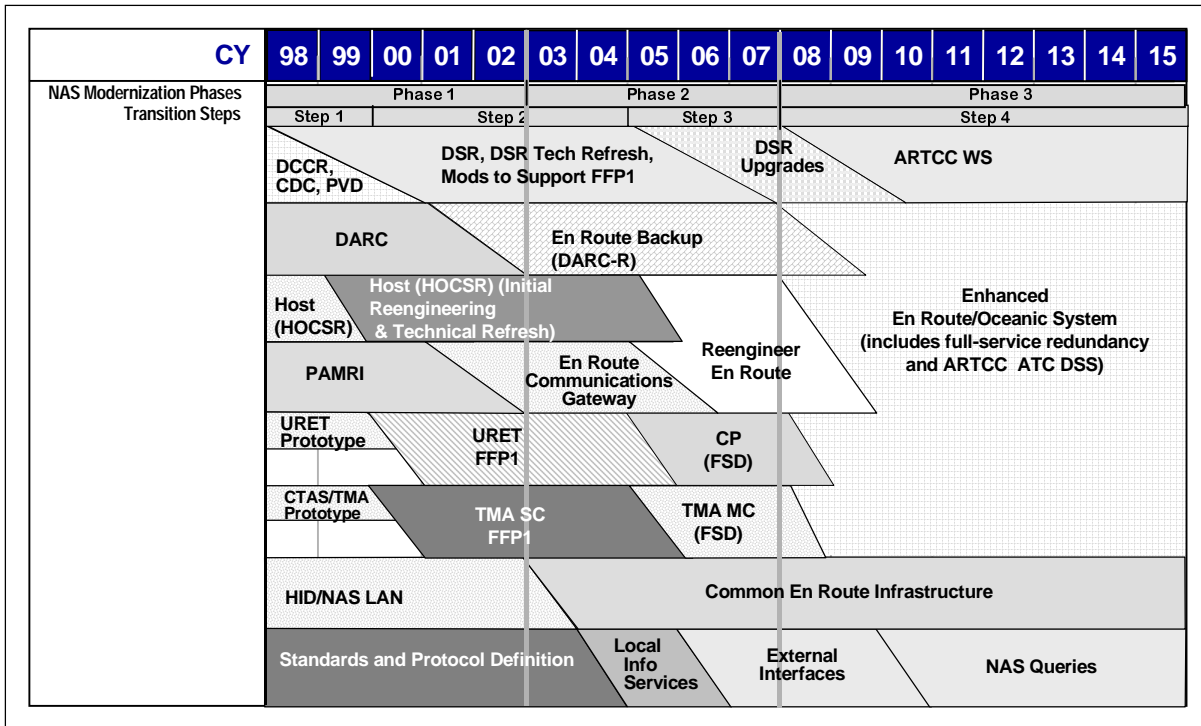 CY 98 99 00 01 02 03 04 05 06 07 08 09 10 11 12 13 14 15
NAS Modernization Phases
Phase 1 Phase 2 Phase 3
Transition Steps
Step 1 Step 2 Step 3 Step 4
DCCR,
CDC, PVD
DSR, DSR Tech Refresh,
Mods to Support FFP1
DSR
Upgrades
ARTCC WS
DARC
En Route Backup
(DARC-R)
Host
(HOCSR)
Host (HOCSR) (Initial
Reengineering
& Technical Refresh)
Reengineer
En Route
Enhanced
En Route/Oceanic System
(includes full-service redundancy
and ARTCC ATC DSS)
PAMRI
En Route
Communications
Gateway
URET
Prototype
URET
FFP1
CP
(FSD)
CTAS/TMA
Prototype
TMA SC
FFP1
TMA MC
(FSD)
HID/NAS LAN
Common En Route Infrastructure
Standards and Protocol Definition
Local
Info
Services
External
Interfaces
NAS Queries